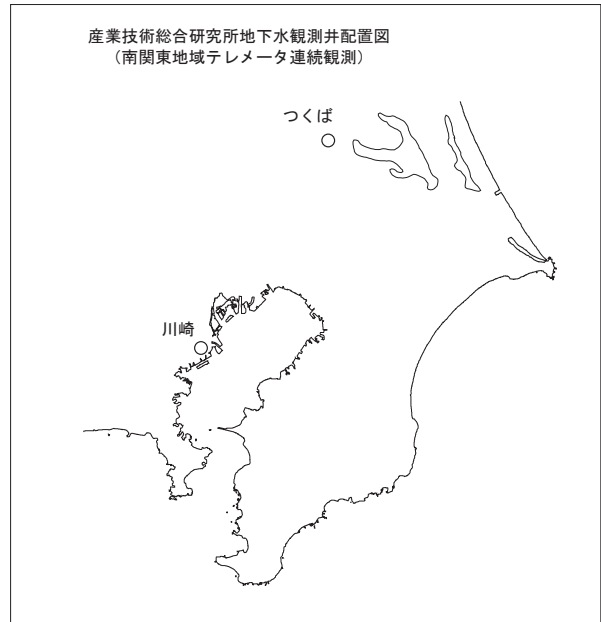 産業技術総合研究所地下水観測井配置図
（南関東地域テレメータ連続観測）
つくば
川崎